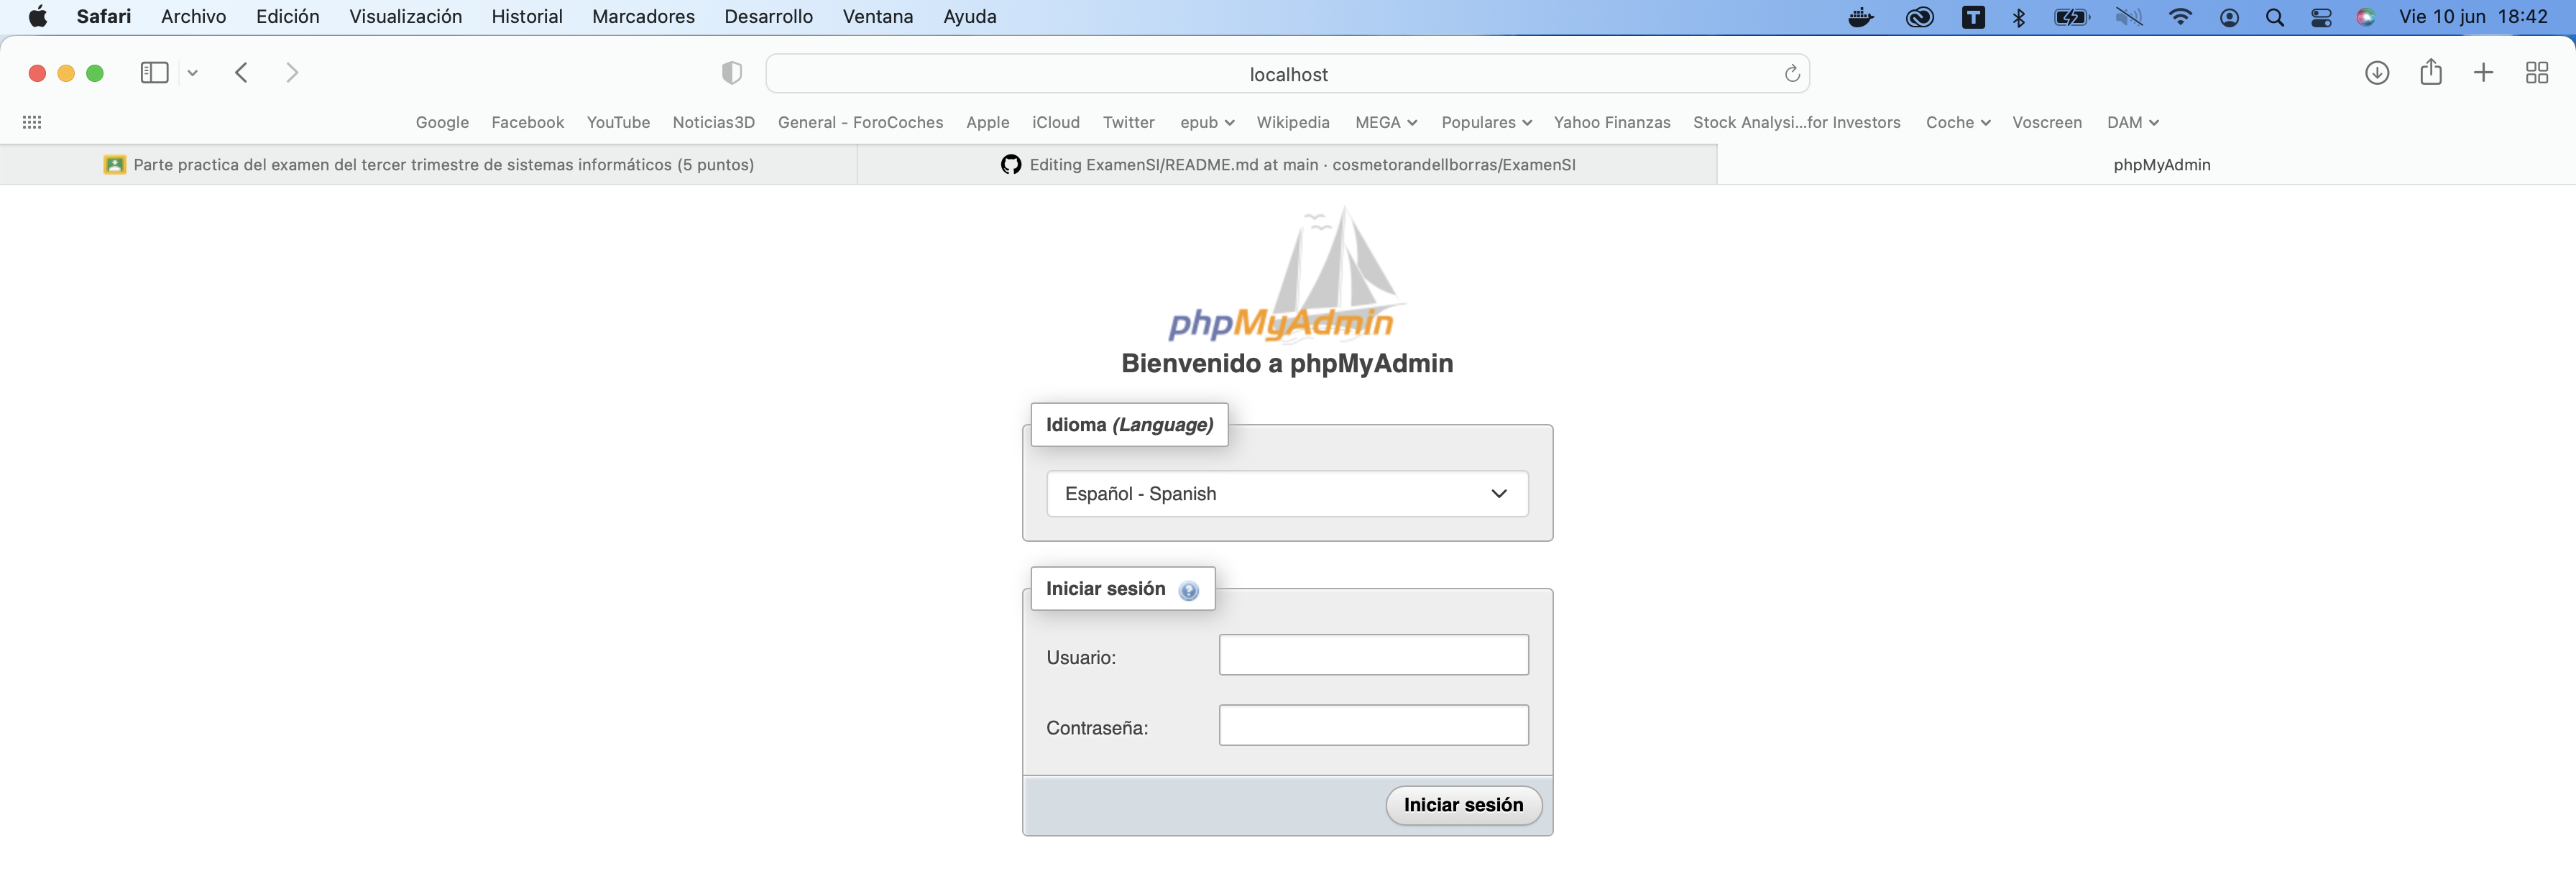 Safari Archivo Edición Visualización Historial Marcadores Desarrollo Ventana Ayuda Vie 10 jun 18:42
localhost
Google Facebook YouTube Noticias3D General - ForoCoches Apple iCloud Twitter epub Wikipedia MEGA Populares Yahoo Finanzas Stock Analysi...for Investors Coche Voscreen DAM
Parte practica del examen del tercer trimestre de sistemas informáticos (5 puntos) Editing ExamenSI/README.md at main · cosmetorandellborras/ExamenSI phpMyAdmin
phpMyAdmin
Bienvenido a phpMyAdmin
Idioma (Language)
Español - Spanish
Iniciar sesión
Usuario:
Contraseña:
Iniciar sesión